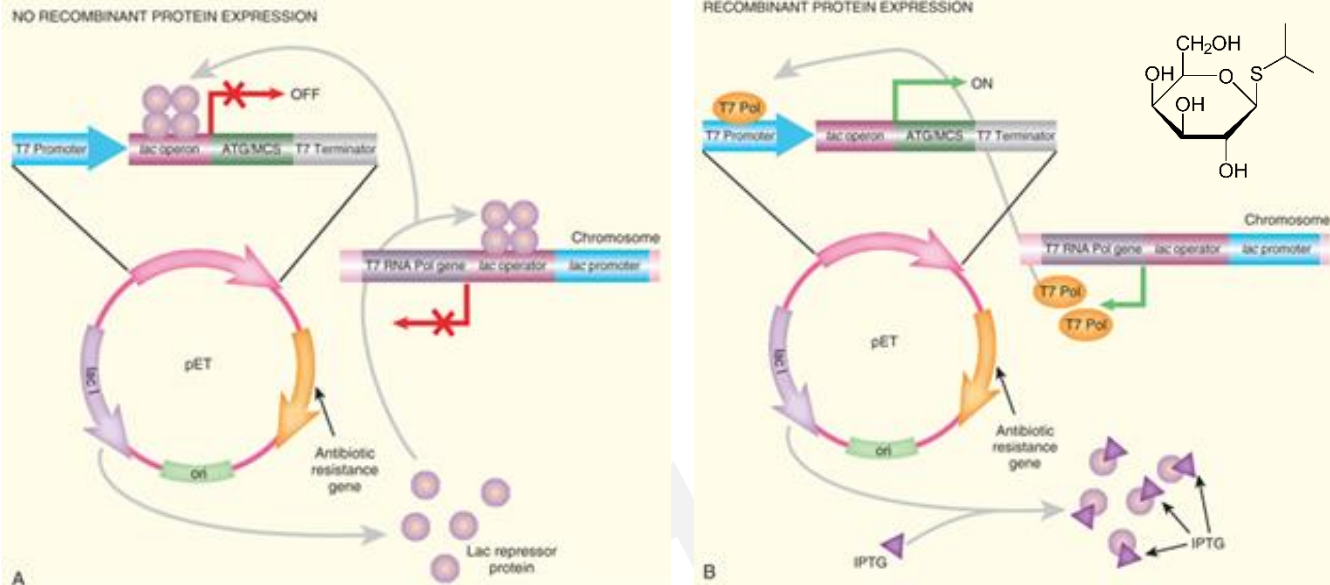 NO RECOMBINANT PROTEIN EXPRESSION
OFF
T7 Promoter
lac operon
ATG/MCS
T7 Terminator
Chromosome
T7 RNA Pol gene
lac operator
lac promoter
pET
lac I
ori
Antibiotic
resistance
gene
Lac repressor
protein
A
RECOMBINANT PROTEIN EXPRESSION
CH2OH
OH
O
S
OH
OH
ON
T7 Pol
T7 Promoter
lac operon
ATG/MCS
T7 Terminator
Chromosome
T7 RNA Pol gene
lac operator
lac promoter
T7 Pol
T7 Pol
pET
lac I
ori
Antibiotic
resistance
gene
IPTG
IPTG
B